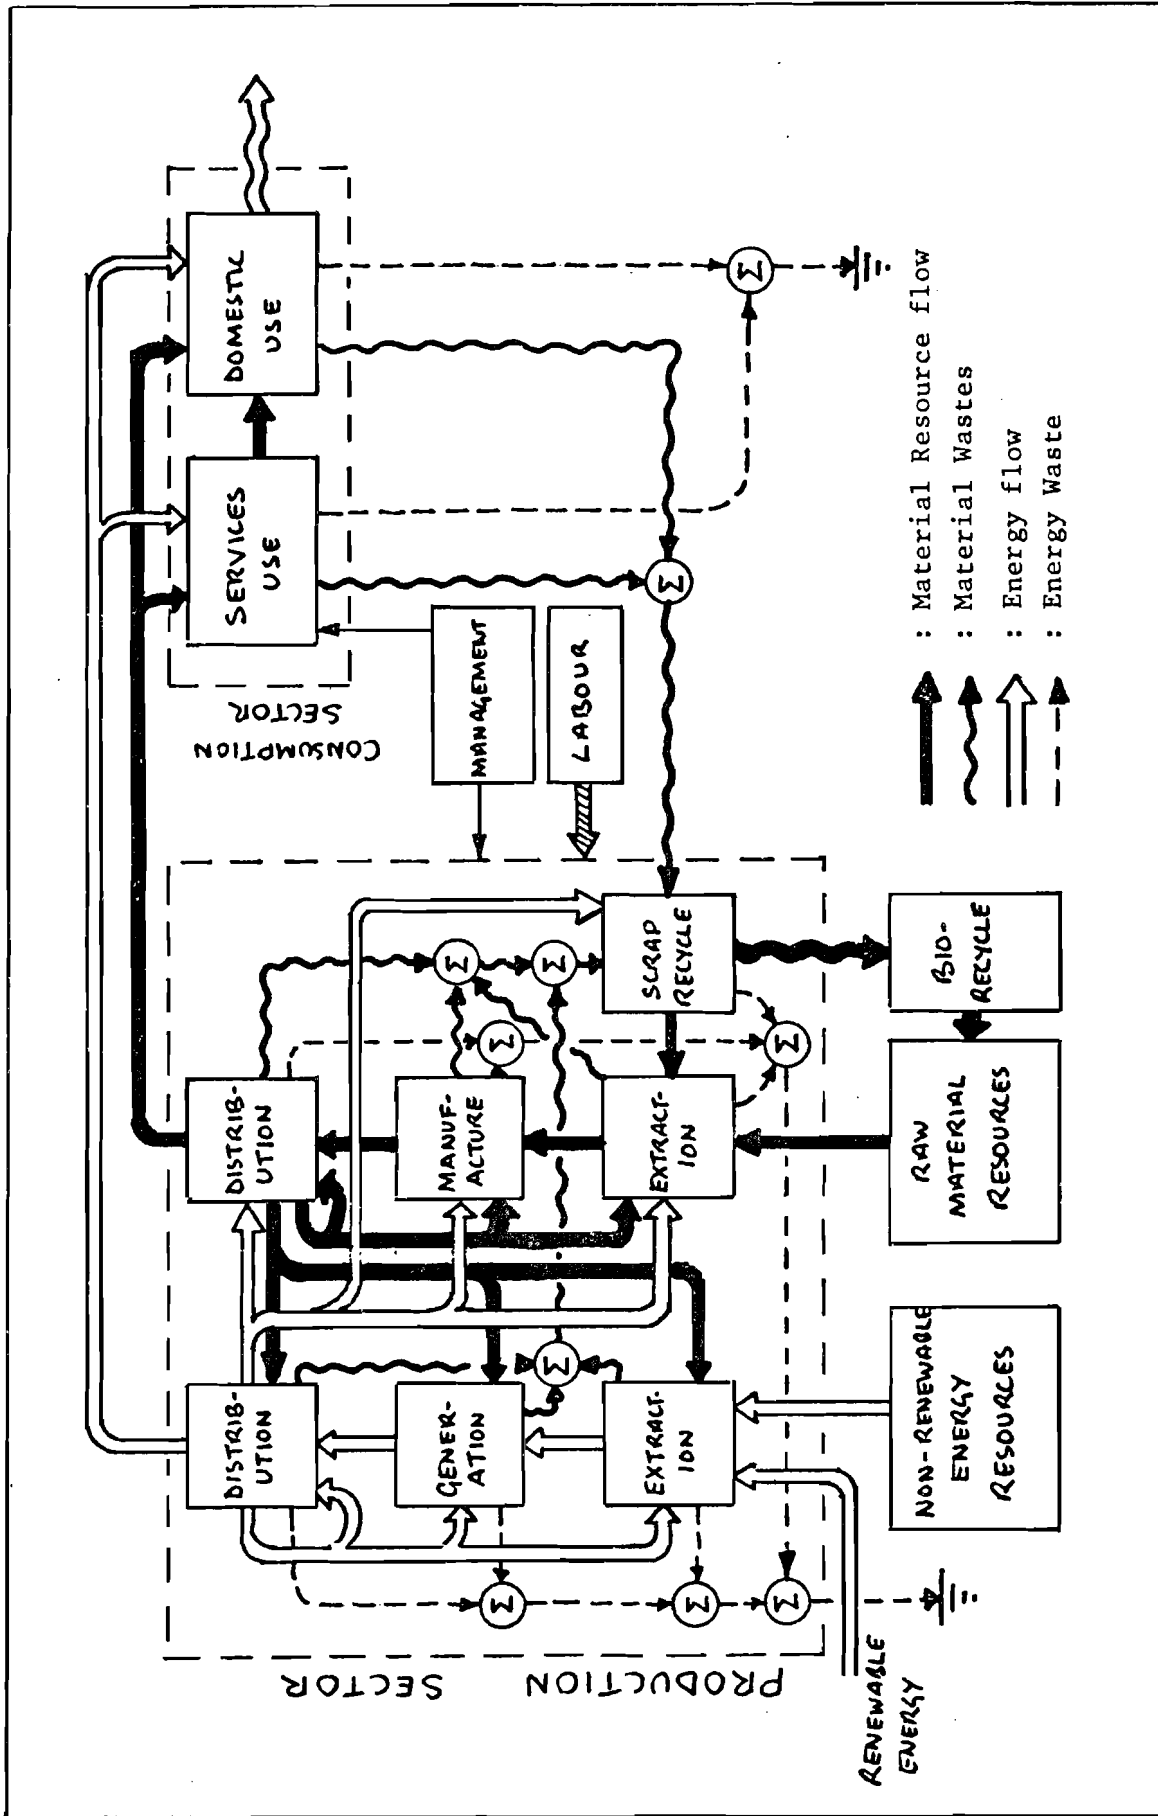 PRODUCTION SECTOR
DISTRIB-
UTION
GENER-
ATION
EXTRACT-
ION
DISTRIB-
UTION
MANUF-
ACTURE
EXTRACT-
ION
SCRAP
RECYCLE
Σ
Σ
Σ
Σ
Σ
Σ
Σ
Σ
CONSUMPTION
SECTOR
SERVICES
USE
DOMESTIC
USE
MANAGEMENT
LABOUR
Σ
Σ
RENEWABLE
ENERGY
NON-RENEWABLE
ENERGY
RESOURCES
RAW
MATERIAL
RESOURCES
BIO-
RECYCLE
: Material Resource flow
: Material Wastes
: Energy flow
: Energy Waste